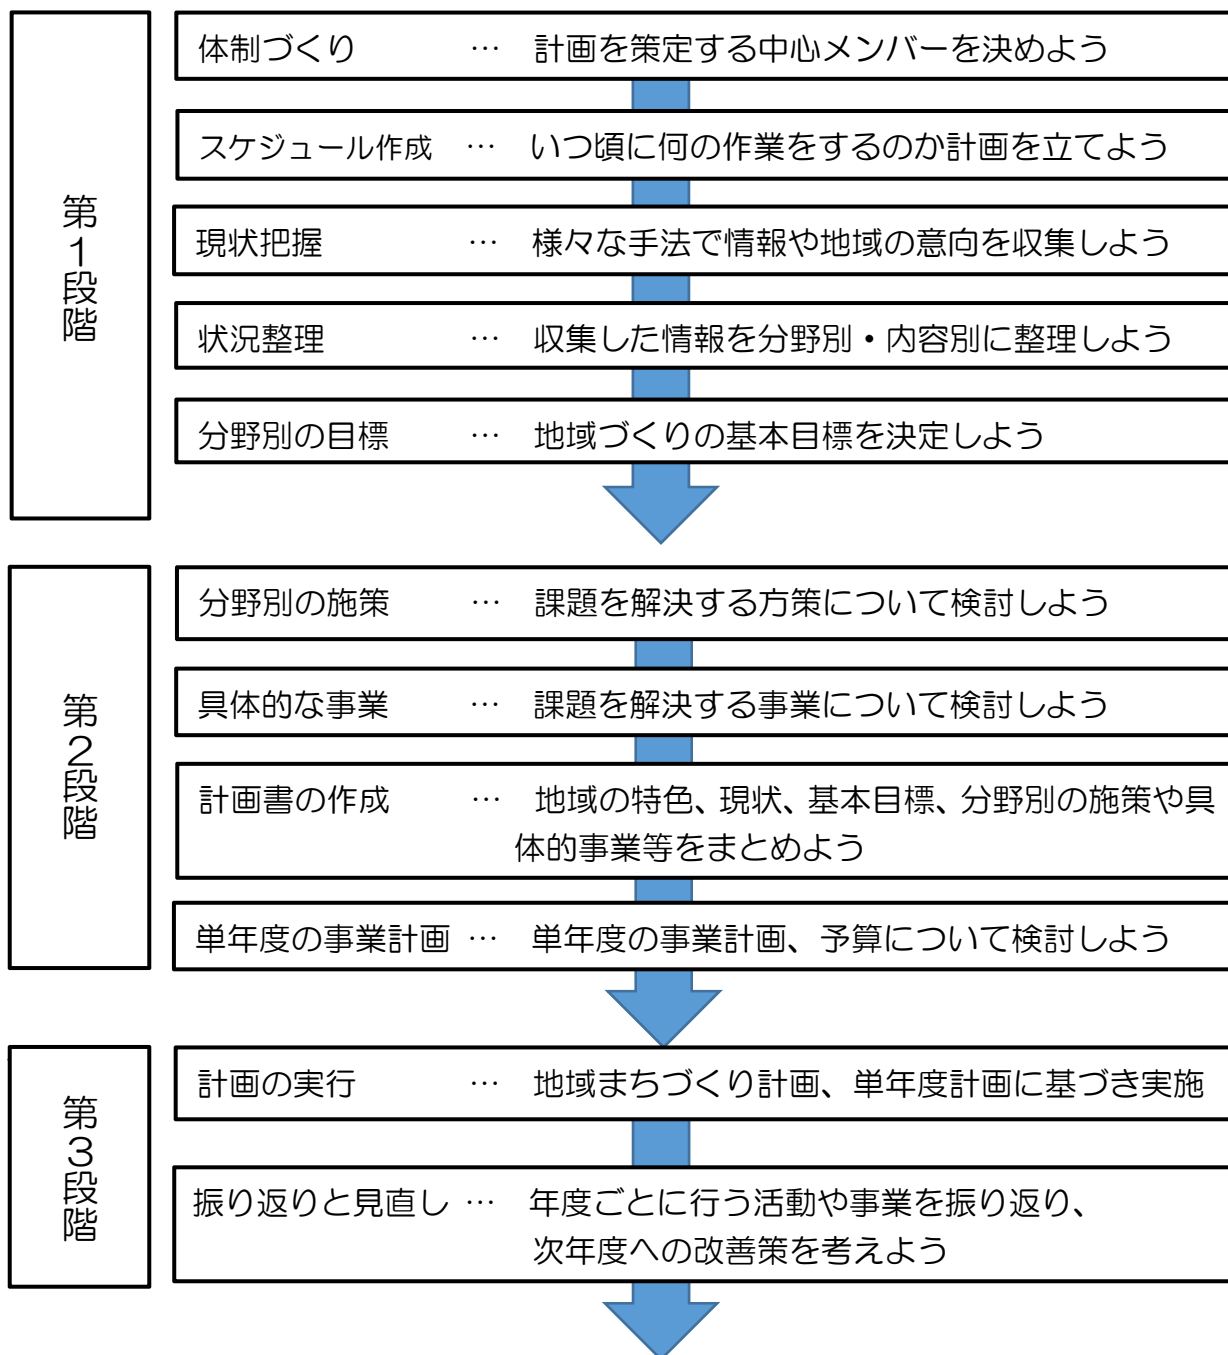 第1段階
体制づくり … 計画を策定する中心メンバーを決めよう
スケジュール作成 … いつ頃に何の作業をするのか計画を立てよう
現状把握 … 様々な手法で情報や地域の意向を収集しよう
状況整理 … 収集した情報を分野別・内容別に整理しよう
分野別の目標 … 地域づくりの基本目標を決定しよう
第2段階
分野別の施策 … 課題を解決する方策について検討しよう
具体的な事業 … 課題を解決する事業について検討しよう
計画書の作成 … 地域の特色、現状、基本目標、分野別の施策や具
体的事業等をまとめよう
単年度の事業計画 … 単年度の事業計画、予算について検討しよう
第3段階
計画の実行 … 地域まちづくり計画、単年度計画に基づき実施
振り返りと見直し … 年度ごとに行う活動や事業を振り返り、
次年度への改善策を考えよう